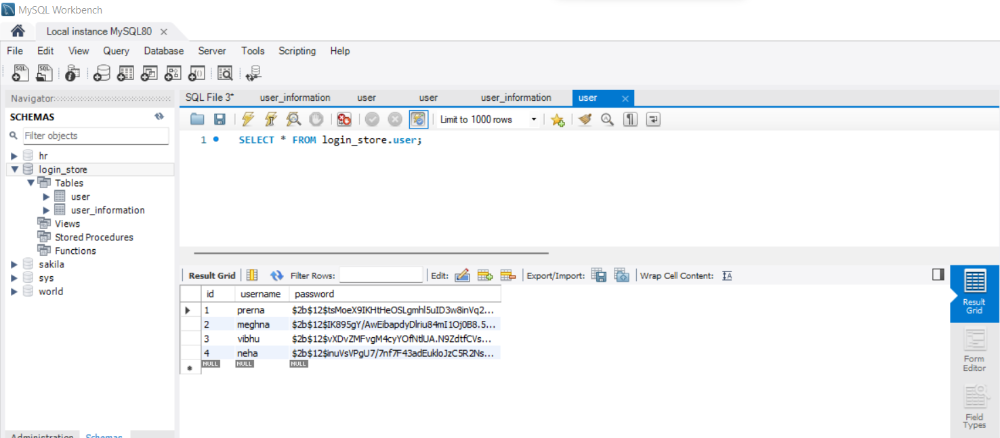 MySQL Workbench
Local instance MySQL80
File Edit View Query Database Server Tools Scripting Help
Navigator
SCHEMAS
Filter objects
hr
login_store
Tables
user
user_information
Views
Stored Procedures
Functions
sakila
sys
world
Administration Schemas
SQL File 3* user_information user user user_information user
Limit to 1000 rows
1 SELECT * FROM login_store.user;
Result Grid Filter Rows: Edit: Export/Import: Wrap Cell Content:
id username password
1 prerna $2b$12$tsMoeX9IKHtHeOSLgmhl5uID3w8inVq2...
2 meghna $2b$12$IK895gY/AwEibapdyDlriu84mI1Oj0B8.5...
3 vibhu $2b$12$vXDvZMFvgM4cyYOfNtlUA.N9ZdtfCVs...
4 neha $2b$12$inuVsVPgU7/7nf7F43adEukloJzC5R2Ns...
NULL NULL NULL
Result
Grid
Form
Editor
Field
Types